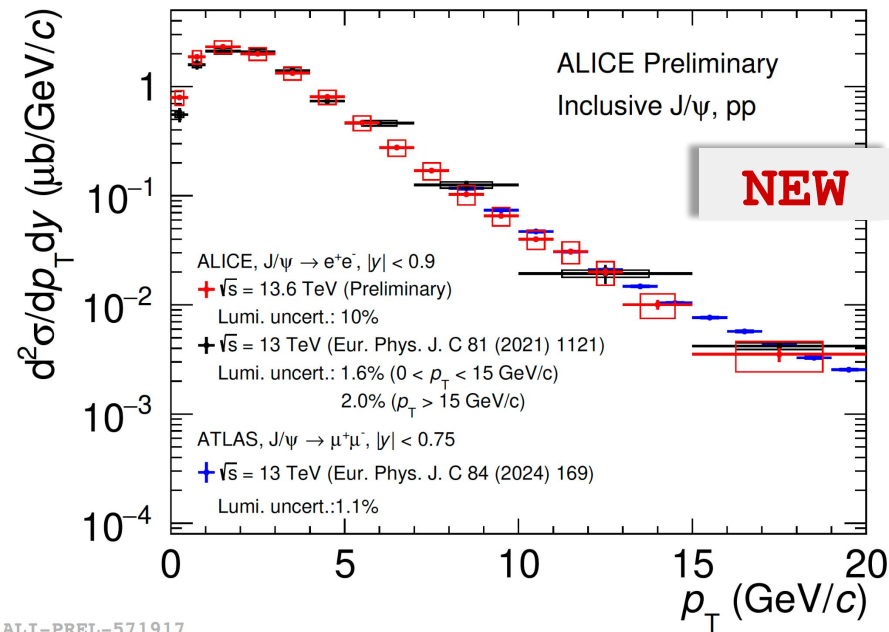 ALICE Preliminary
Inclusive J/ψ, pp
NEW
d²σ/dp_T dy (μb/GeV/c)
1
10⁻¹
10⁻²
10⁻³
10⁻⁴
ALICE, J/ψ → e⁺e⁻, |y| < 0.9
√s = 13.6 TeV (Preliminary)
Lumi. uncert.: 10%
√s = 13 TeV (Eur. Phys. J. C 81 (2021) 1121)
Lumi. uncert.: 1.6% (0 < p_T < 15 GeV/c)
2.0% (p_T > 15 GeV/c)
ATLAS, J/ψ → μ⁺μ⁻, |y| < 0.75
√s = 13 TeV (Eur. Phys. J. C 84 (2024) 169)
Lumi. uncert.:1.1%
0 5 10 15 20
p_T (GeV/c)
ALI-PREL-571917